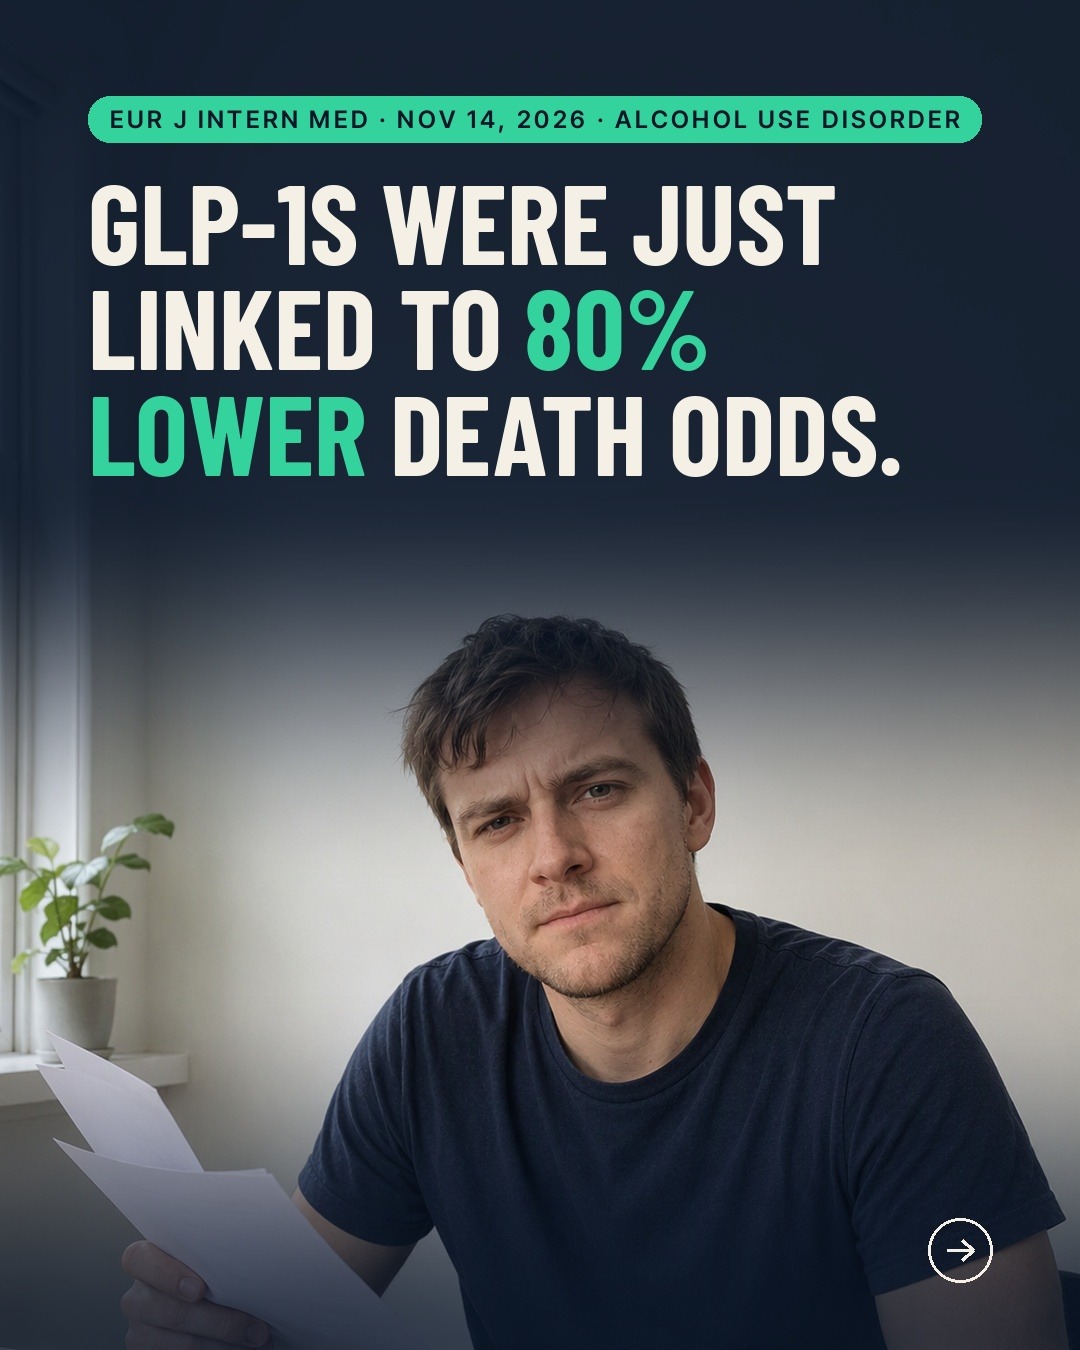 EUR J INTERN MED · NOV 14, 2026 · ALCOHOL USE DISORDER
GLP-1S WERE JUST
LINKED TO 80%
LOWER DEATH ODDS.